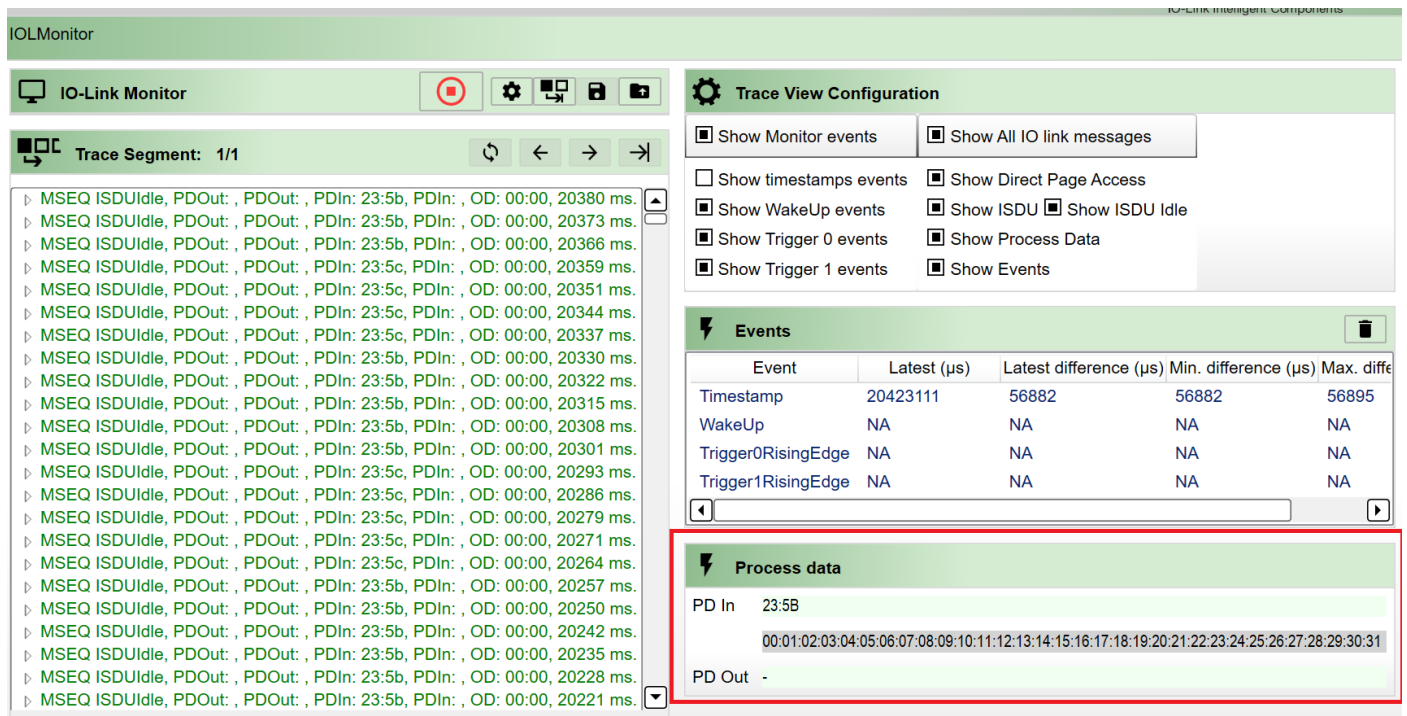 IO-Link Intelligent Components
IOLMonitor
IO-Link Monitor
Trace Segment: 1/1
MSEQ ISDUIdle, PDOut: , PDOut: , PDIn: 23:5b, PDIn: , OD: 00:00, 20380 ms.
MSEQ ISDUIdle, PDOut: , PDOut: , PDIn: 23:5b, PDIn: , OD: 00:00, 20373 ms.
MSEQ ISDUIdle, PDOut: , PDOut: , PDIn: 23:5b, PDIn: , OD: 00:00, 20366 ms.
MSEQ ISDUIdle, PDOut: , PDOut: , PDIn: 23:5c, PDIn: , OD: 00:00, 20359 ms.
MSEQ ISDUIdle, PDOut: , PDOut: , PDIn: 23:5c, PDIn: , OD: 00:00, 20351 ms.
MSEQ ISDUIdle, PDOut: , PDOut: , PDIn: 23:5c, PDIn: , OD: 00:00, 20344 ms.
MSEQ ISDUIdle, PDOut: , PDOut: , PDIn: 23:5c, PDIn: , OD: 00:00, 20337 ms.
MSEQ ISDUIdle, PDOut: , PDOut: , PDIn: 23:5b, PDIn: , OD: 00:00, 20330 ms.
MSEQ ISDUIdle, PDOut: , PDOut: , PDIn: 23:5b, PDIn: , OD: 00:00, 20322 ms.
MSEQ ISDUIdle, PDOut: , PDOut: , PDIn: 23:5b, PDIn: , OD: 00:00, 20315 ms.
MSEQ ISDUIdle, PDOut: , PDOut: , PDIn: 23:5b, PDIn: , OD: 00:00, 20308 ms.
MSEQ ISDUIdle, PDOut: , PDOut: , PDIn: 23:5b, PDIn: , OD: 00:00, 20301 ms.
MSEQ ISDUIdle, PDOut: , PDOut: , PDIn: 23:5c, PDIn: , OD: 00:00, 20293 ms.
MSEQ ISDUIdle, PDOut: , PDOut: , PDIn: 23:5c, PDIn: , OD: 00:00, 20286 ms.
MSEQ ISDUIdle, PDOut: , PDOut: , PDIn: 23:5c, PDIn: , OD: 00:00, 20279 ms.
MSEQ ISDUIdle, PDOut: , PDOut: , PDIn: 23:5c, PDIn: , OD: 00:00, 20271 ms.
MSEQ ISDUIdle, PDOut: , PDOut: , PDIn: 23:5c, PDIn: , OD: 00:00, 20264 ms.
MSEQ ISDUIdle, PDOut: , PDOut: , PDIn: 23:5b, PDIn: , OD: 00:00, 20257 ms.
MSEQ ISDUIdle, PDOut: , PDOut: , PDIn: 23:5b, PDIn: , OD: 00:00, 20250 ms.
MSEQ ISDUIdle, PDOut: , PDOut: , PDIn: 23:5b, PDIn: , OD: 00:00, 20242 ms.
MSEQ ISDUIdle, PDOut: , PDOut: , PDIn: 23:5b, PDIn: , OD: 00:00, 20235 ms.
MSEQ ISDUIdle, PDOut: , PDOut: , PDIn: 23:5b, PDIn: , OD: 00:00, 20228 ms.
MSEQ ISDUIdle, PDOut: , PDOut: , PDIn: 23:5b, PDIn: , OD: 00:00, 20221 ms.
Trace View Configuration
Show Monitor events Show All IO link messages
Show timestamps events Show Direct Page Access
Show WakeUp events Show ISDU Show ISDU Idle
Show Trigger 0 events Show Process Data
Show Trigger 1 events Show Events
Events
Event Latest (µs) Latest difference (µs) Min. difference (µs) Max. diffe
Timestamp 20423111 56882 56882 56895
WakeUp NA NA NA NA
Trigger0RisingEdge NA NA NA NA
Trigger1RisingEdge NA NA NA NA
Process data
PD In 23:5B
00:01:02:03:04:05:06:07:08:09:10:11:12:13:14:15:16:17:18:19:20:21:22:23:24:25:26:27:28:29:30:31
PD Out -